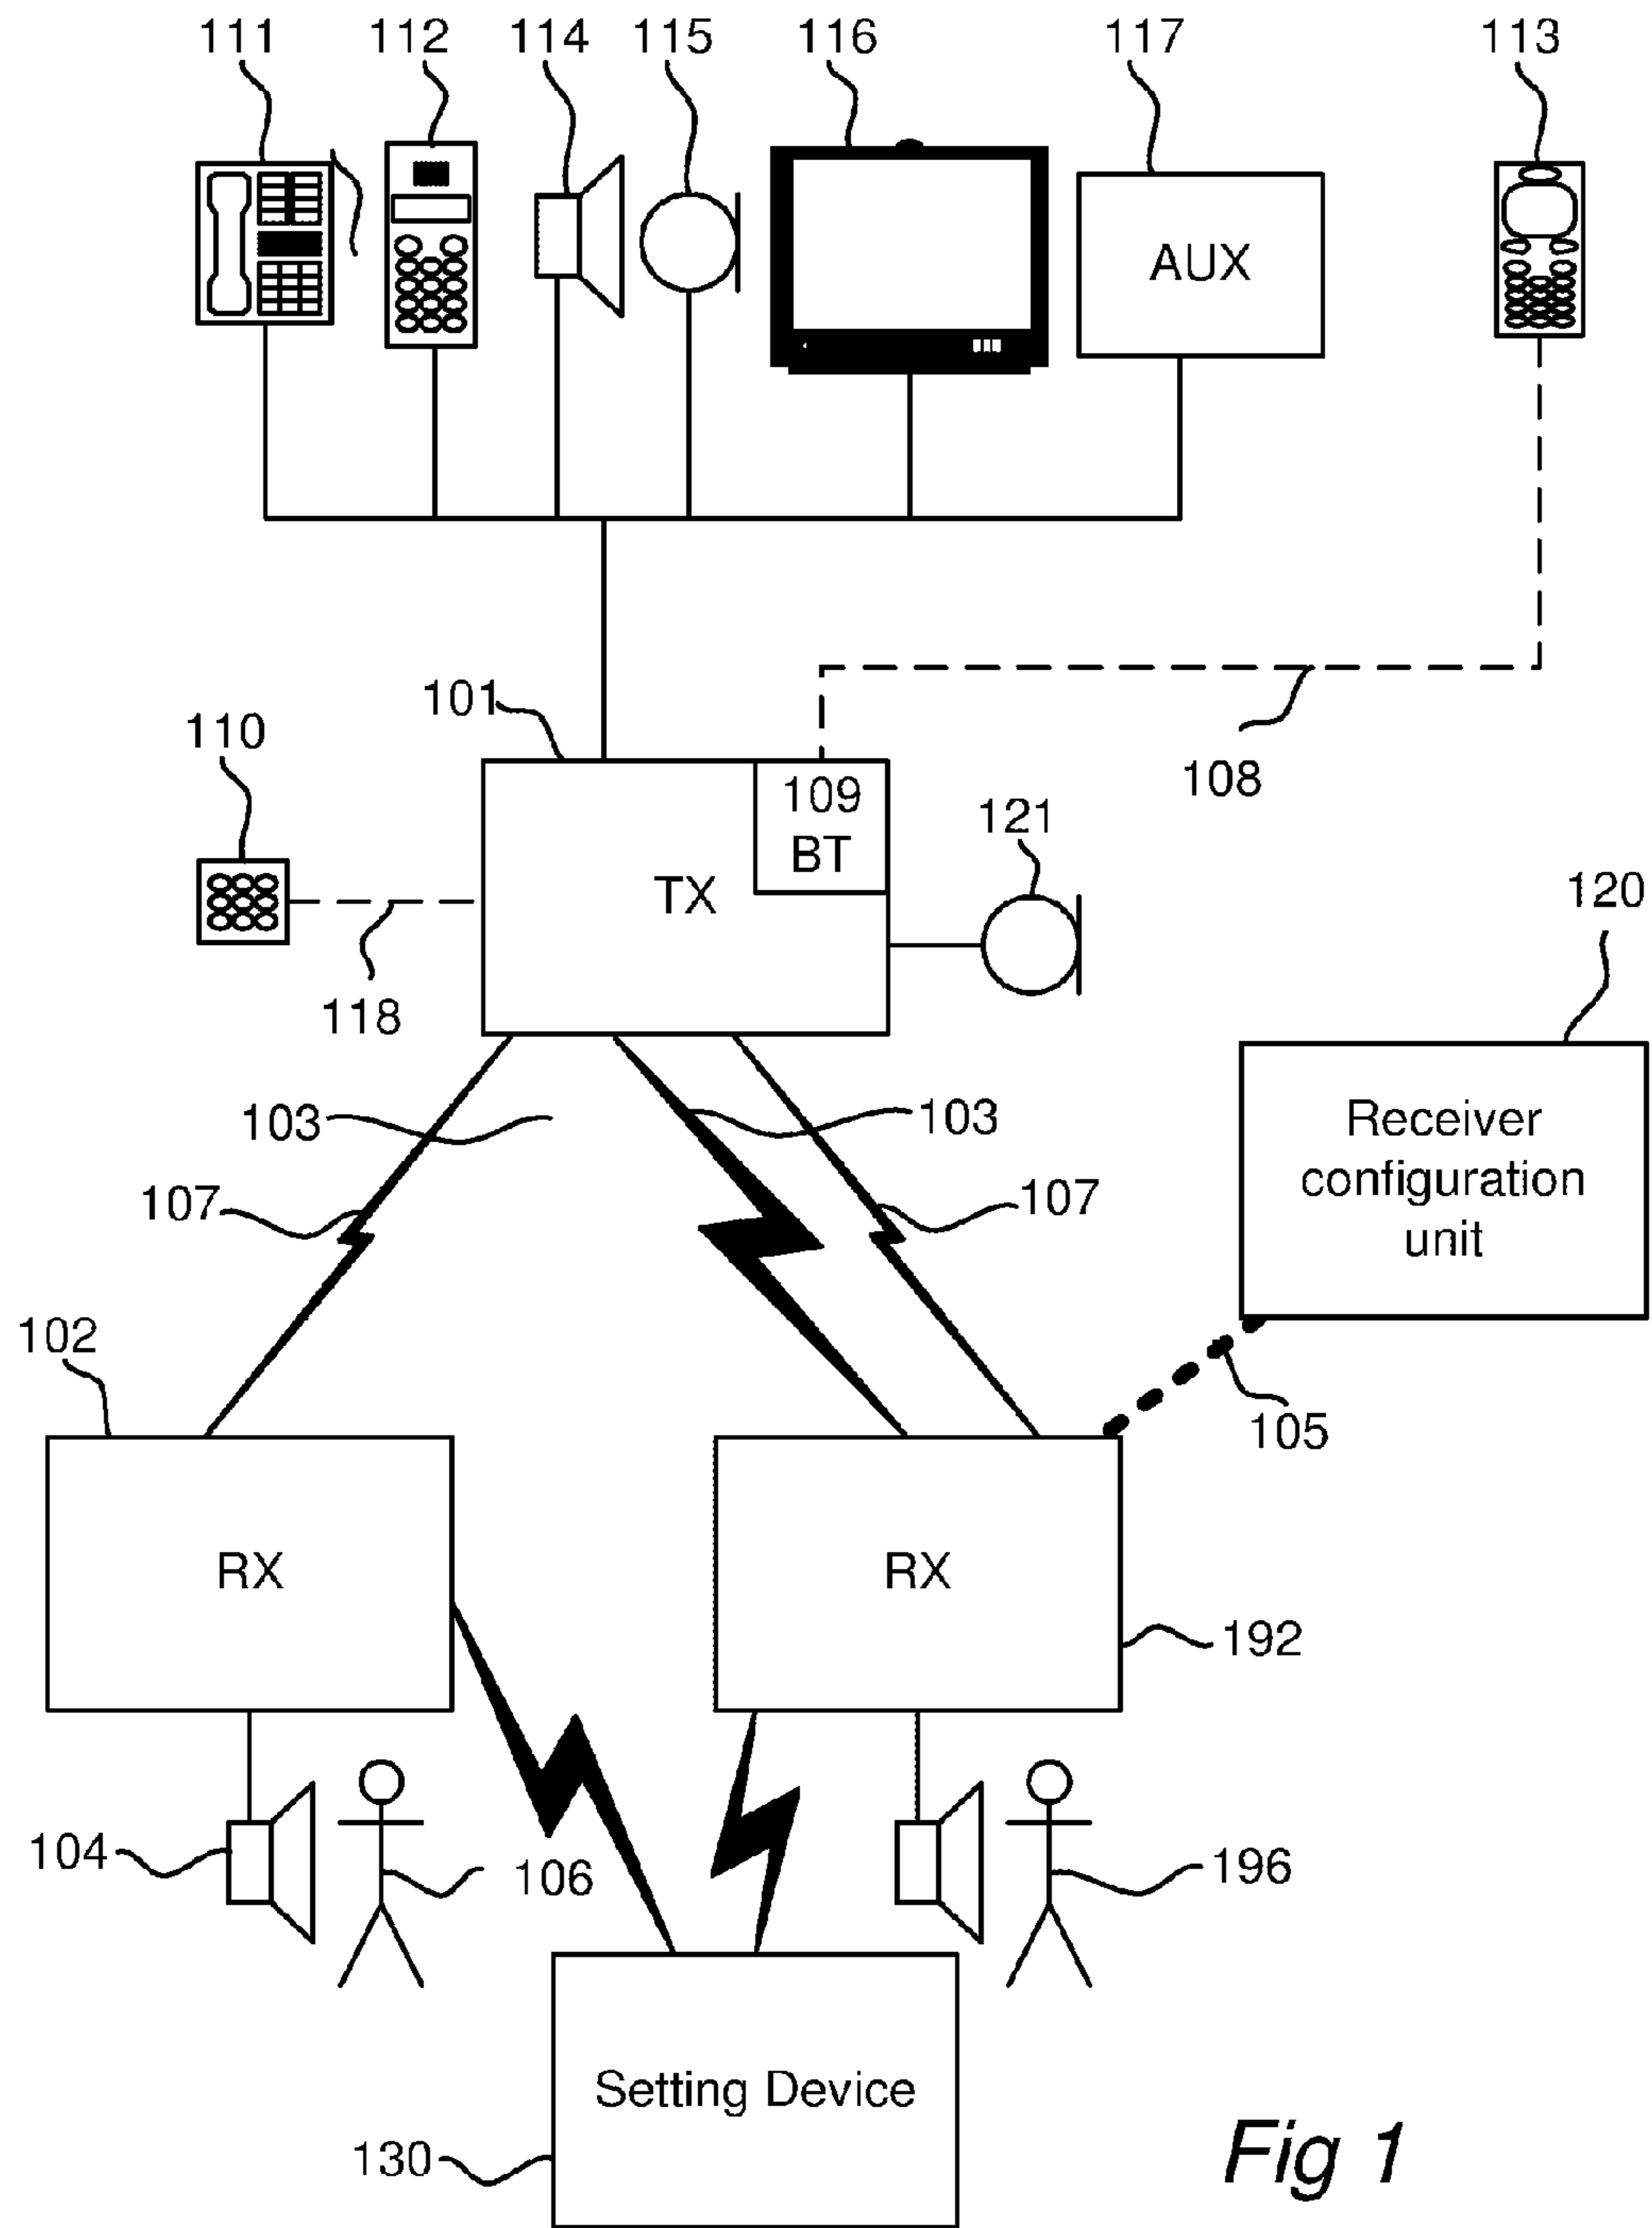 111 112 114 115 116 117 113
AUX
101
110
108
109
BT
121
TX
120
118
103
103
Receiver
configuration
unit
107
107
102
105
RX
RX
192
104
106
196
Setting Device
130
Fig 1